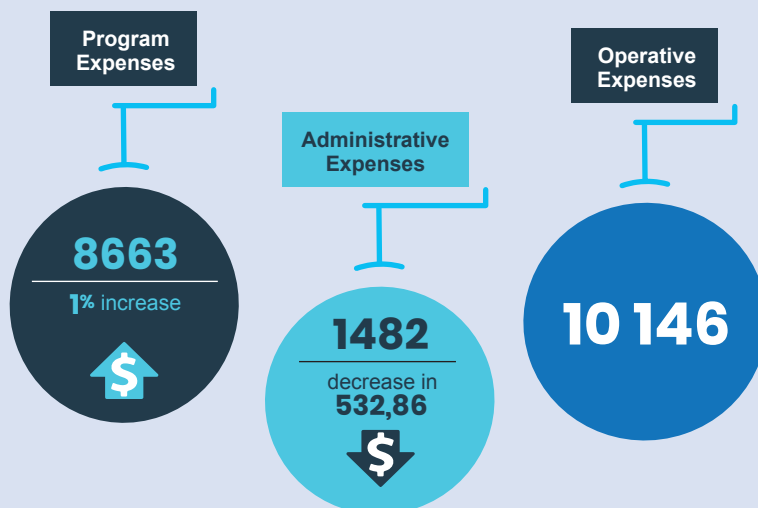 Program
Expenses
8663
1% increase
$
Administrative
Expenses
1482
decrease in
532,86
$
Operative
Expenses
10 146